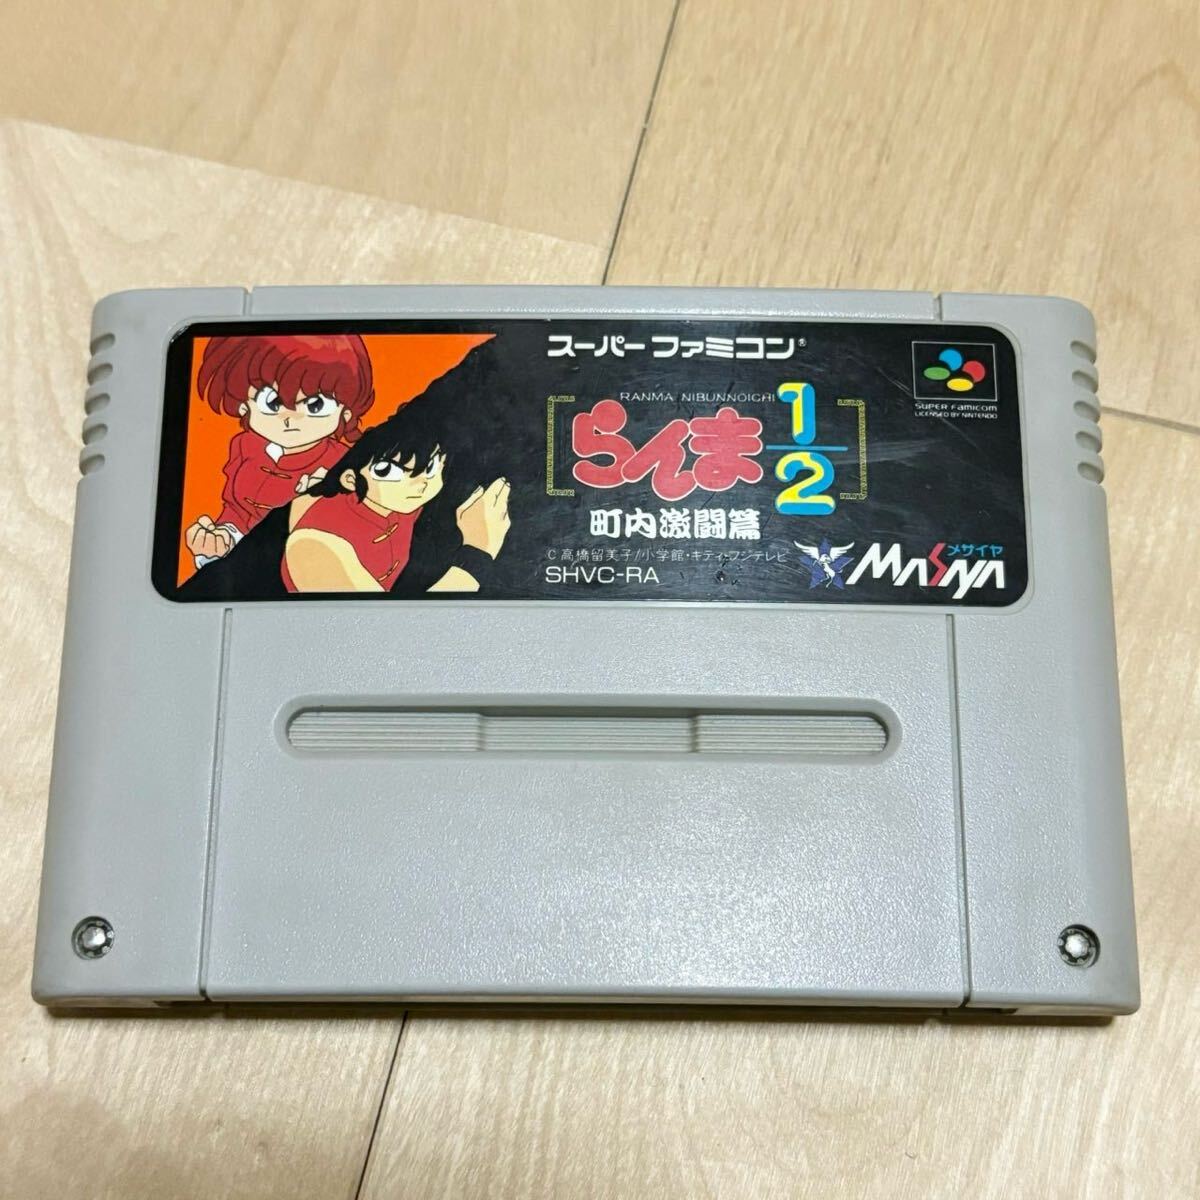 スーパーファミコン®
RANMA NIBUNNOICHI
らんま1/2
町内激闘篇
© 高橋留美子/小学館・キティ・フジテレビ
SHVC-RA
SUPER FAMICOM
LICENSED BY NINTENDO
メサイヤ
MASAYA